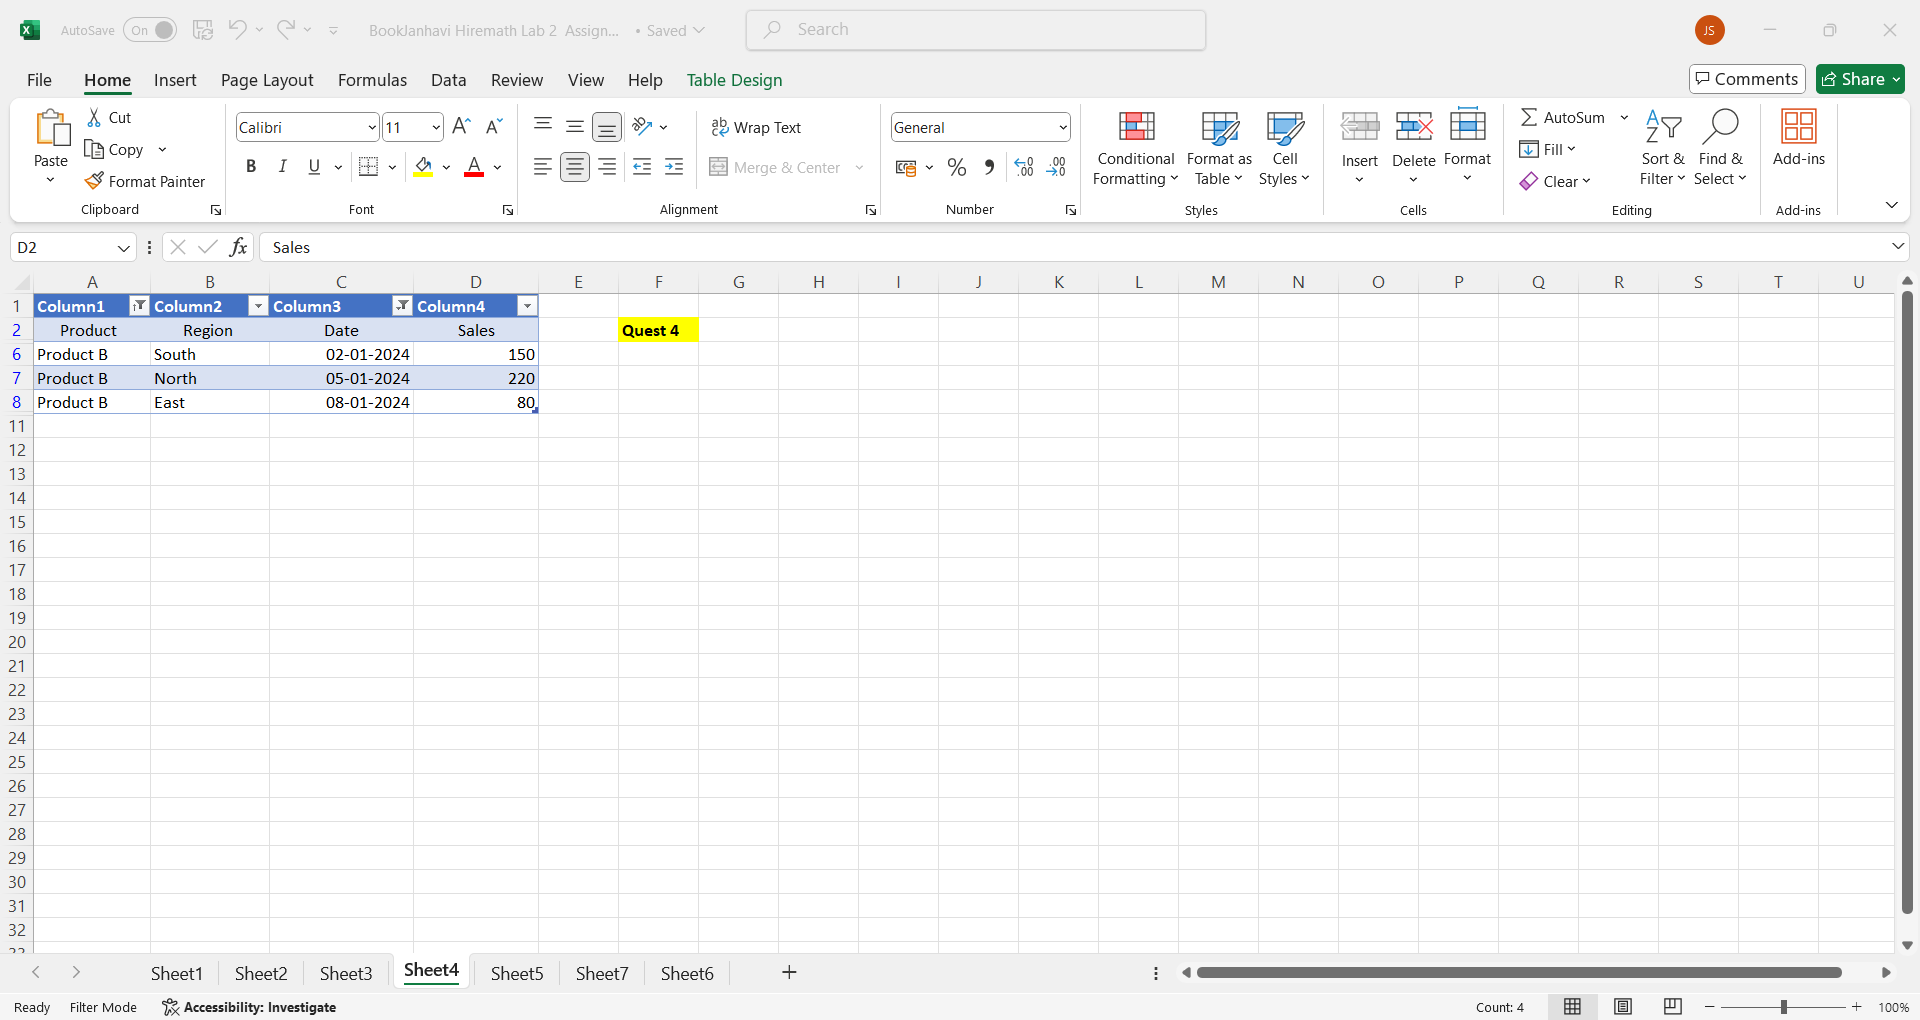 AutoSave On BookJanhavi Hiremath Lab 2 Assign... • Saved Search JS
File Home Insert Page Layout Formulas Data Review View Help Table Design Comments Share
Paste Cut Copy Format Painter Clipboard
Calibri 11 B I U A Font
ab Wrap Text Merge & Center Alignment
General % Number
Conditional Formatting Format as Table Cell Styles Styles
Insert Delete Format Cells
AutoSum Fill Clear Sort & Filter Find & Select Editing
Add-ins Add-ins
D2 fx Sales
A B C D E F G H I J K L M N O P Q R S T U
1 Column1 Column2 Column3 Column4
2 Product Region Date Sales Quest 4
6 Product B South 02-01-2024 150
7 Product B North 05-01-2024 220
8 Product B East 08-01-2024 80
11
12
13
14
15
16
17
18
19
20
21
22
23
24
25
26
27
28
29
30
31
32
33
Sheet1 Sheet2 Sheet3 Sheet4 Sheet5 Sheet7 Sheet6 +
Ready Filter Mode Accessibility: Investigate Count: 4 − + 100%